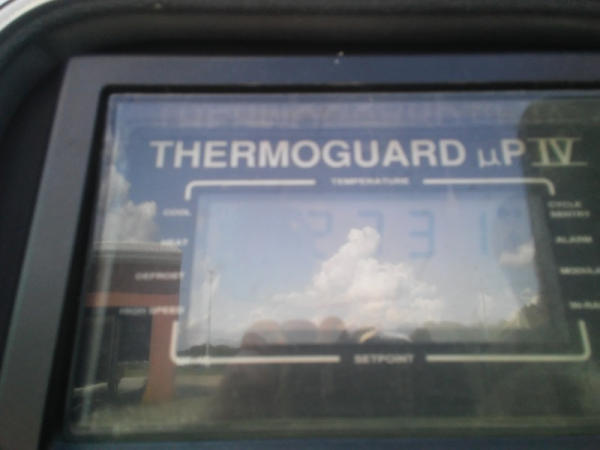 THERMOGUARD µP IV
TEMPERATURE
COOL
CYCLE
SENTRY
HEAT
ALARM
DEFROST
HIGH SPEED
SETPOINT